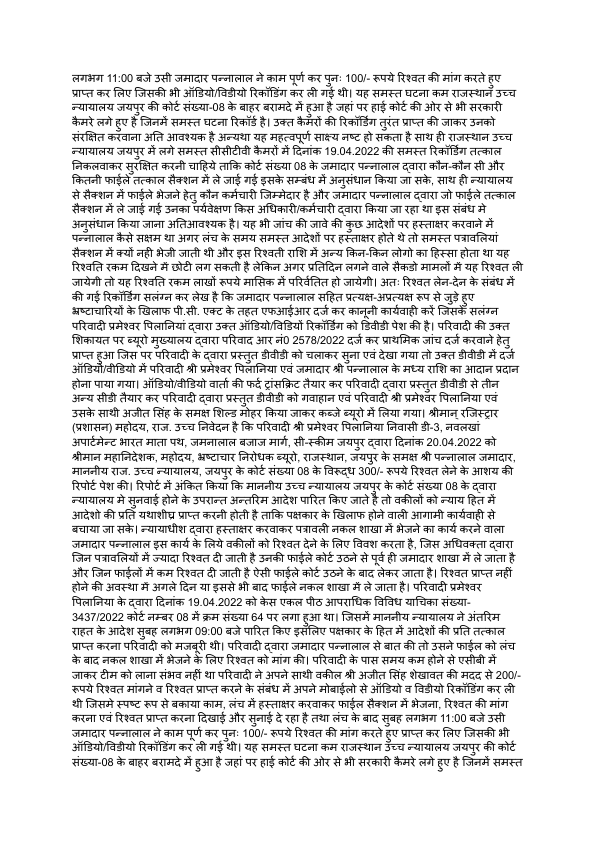 लगभग 11:00 बजे उसी जमादार पन्नालाल ने काम पूर्ण कर पुनः 100/- रूपये रिश्वत की मांग करते हुए
प्राप्त कर लिए जिसकी भी ऑडियो/विडीयो रिकॉडिंग कर ली गई थी। यह समस्त घटना कम राजस्थान उच्च
न्यायालय जयपुर की कोर्ट संख्या-08 के बाहर बरामदे में हुआ है जहां पर हाई कोर्ट की ओर से भी सरकारी
कैमरे लगे हुए है जिनमें समस्त घटना रिकॉर्ड है। उक्त कैमरों की रिकॉर्डिंग तुरंत प्राप्त की जाकर उनको
संरक्षित करवाना अति आवश्यक है अन्यथा यह महत्वपूर्ण साक्ष्य नष्ट हो सकता है साथ ही राजस्थान उच्च
न्यायालय जयपुर में लगे समस्त सीसीटीवी कैमरों में दिनांक 19.04.2022 की समस्त रिकॉर्डिंग तत्काल
निकलवाकर सुरक्षित करनी चाहिये ताकि कोर्ट संख्या 08 के जमादार पन्नालाल द्वारा कौन-कौन सी और
कितनी फाईले तत्काल सैक्शन में ले जाई गई इसके सम्बंध में अनुसंधान किया जा सके, साथ ही न्यायालय
से सैक्शन में फाईले भेजने हेतु कौन कर्मचारी जिम्मेदार है और जमादार पन्नालाल द्वारा जो फाईले तत्काल
सैक्शन में ले जाई गई उनका पर्यवेक्षण किस अधिकारी/कर्मचारी द्वारा किया जा रहा था इस संबंध मे
अनुसंधान किया जाना अतिआवश्यक है। यह भी जांच की जावे की कुछ आदेशों पर हस्ताक्षर करवाने में
पन्नालाल कैसे सक्षम था अगर लंच के समय समस्त आदेशों पर हस्ताक्षर होते थे तो समस्त पत्रावलियां
सैक्शन में क्यों नही भेजी जाती थी और इस रिश्वती राशि में अन्य किन-किन लोगो का हिस्सा होता था यह
रिश्वति रकम दिखने में छोटी लग सकती है लेकिन अगर प्रतिदिन लगने वाले सैकडो मामलों में यह रिश्वत ली
जायेगी तो यह रिश्वति रकम लाखों रूपये मासिक में परिर्वतित हो जायेगी। अतः रिश्वत लेन-देन के संबंध में
की गई रिकॉर्डिंग सलंग्न कर लेख है कि जमादार पन्नालाल सहित प्रत्यक्ष-अप्रत्यक्ष रूप से जुड़े हुए
भ्रष्टाचारियों के खिलाफ पी.सी. एक्ट के तहत एफआईआर दर्ज कर कानूनी कार्यवाही करें जिसके सलंग्न
परिवादी प्रमेश्वर पिलानियां द्वारा उक्त ऑडियो/विडियों रिकॉर्डिंग को डिवीडी पेश की है। परिवादी की उक्त
शिकायत पर ब्यूरो मुख्यालय द्वारा परिवाद आर नं0 2578/2022 दर्ज कर प्राथमिक जांच दर्ज करवाने हेतु
प्राप्त हुआ जिस पर परिवादी के द्वारा प्रस्तुत डीवीडी को चलाकर सुना एवं देखा गया तो उक्त डीवीडी में दर्ज
ऑडियो/वीडियो में परिवादी श्री प्रमेश्वर पिलानिया एवं जमादार श्री पन्नालाल के मध्य राशि का आदान प्रदान
होना पाया गया। ऑडियो/वीडियो वार्ता की फर्द ट्रांसक्रिट तैयार कर परिवादी द्वारा प्रस्तुत डीवीडी से तीन
अन्य सीडी तैयार कर परिवादी द्वारा प्रस्तुत डीवीडी को गवाहान एवं परिवादी श्री प्रमेश्वर पिलानिया एवं
उसके साथी अजीत सिंह के समक्ष शिल्ड मोहर किया जाकर कब्जे ब्यूरो में लिया गया। श्रीमान् रजिस्ट्रार
(प्रशासन) महोदय, राज. उच्च निवेदन है कि परिवादी श्री प्रमेश्वर पिलानिया निवासी डी-3, नवलखां
अपार्टमेन्ट भारत माता पथ, जमनालाल बजाज मार्ग, सी-स्कीम जयपुर द्वारा दिनांक 20.04.2022 को
श्रीमान महानिदेशक, महोदय, भ्रष्टाचार निरोधक ब्यूरो, राजस्थान, जयपुर के समक्ष श्री पन्नालाल जमादार,
माननीय राज. उच्च न्यायालय, जयपुर के कोर्ट संख्या 08 के विरूद्ध 300/- रूपये रिश्वत लेने के आशय की
रिपोर्ट पेश की। रिपोर्ट में अंकित किया कि माननीय उच्च न्यायालय जयपुर के कोर्ट संख्या 08 के द्वारा
न्यायालय मे सुनवाई होने के उपरान्त अन्तरिम आदेश पारित किए जाते है तो वकीलों को न्याय हित में
आदेशो की प्रति यथाशीघ्र प्राप्त करनी होती है ताकि पक्षकार के खिलाफ होने वाली आगामी कार्यवाही से
बचाया जा सके। न्यायाधीश द्वारा हस्ताक्षर करवाकर पत्रावली नकल शाखा में भेजने का कार्य करने वाला
जमादार पन्नालाल इस कार्य के लिये वकीलों को रिश्वत देने के लिए विवश करता है, जिस अधिवक्ता द्वारा
जिन पत्रावलियों में ज्यादा रिश्वत दी जाती है उनकी फाईले कोर्ट उठने से पूर्व ही जमादार शाखा में ले जाता है
और जिन फाईलों में कम रिश्वत दी जाती है ऐसी फाईले कोर्ट उठने के बाद लेकर जाता है। रिश्वत प्राप्त नहीं
होने की अवस्था में अगले दिन या इससे भी बाद फाईले नकल शाखा में ले जाता है। परिवादी प्रमेश्वर
पिलानिया के द्वारा दिनांक 19.04.2022 को केस एकल पीठ आपराधिक विविध याचिका संख्या-
3437/2022 कोर्ट नम्बर 08 में क्रम संख्या 64 पर लगा हुआ था। जिसमें माननीय न्यायालय ने अंतरिम
राहत के आदेश सुबह लगभग 09:00 बजे पारित किए इसलिए पक्षकार के हित में आदेशों की प्रति तत्काल
प्राप्त करना परिवादी को मजबूरी थी। परिवादी द्वारा जमादार पन्नालाल से बात की तो उसने फाईल को लंच
के बाद नकल शाखा में भेजने के लिए रिश्वत को मांग की। परिवादी के पास समय कम होने से एसीबी में
जाकर टीम को लाना संभव नहीं था परिवादी ने अपने साथी वकील श्री अजीत सिंह शेखावत की मदद से 200/-
रूपये रिश्वत मांगने व रिश्वत प्राप्त करने के संबंध में अपने मोबाईलो से ऑडियो व विडीयो रिकॉर्डिंग कर ली
थी जिसमे स्पष्ट रूप से बकाया काम, लंच में हस्ताक्षर करवाकर फाईल सैक्शन में भेजना, रिश्वत की मांग
करना एवं रिश्वत प्राप्त करना दिखाई और सुनाई दे रहा है तथा लंच के बाद सुबह लगभग 11:00 बजे उसी
जमादार पन्नालाल ने काम पूर्ण कर पुनः 100/- रूपये रिश्वत की मांग करते हुए प्राप्त कर लिए जिसकी भी
ऑडियो/वीडीयो रिकॉर्डिंग कर ली गई थी। यह समस्त घटना कम राजस्थान उच्च न्यायालय जयपुर की कोर्ट
संख्या-08 के बाहर बरामदे में हुआ है जहां पर हाई कोर्ट की ओर से भी सरकारी कैमरे लगे हुए है जिनमें समस्त